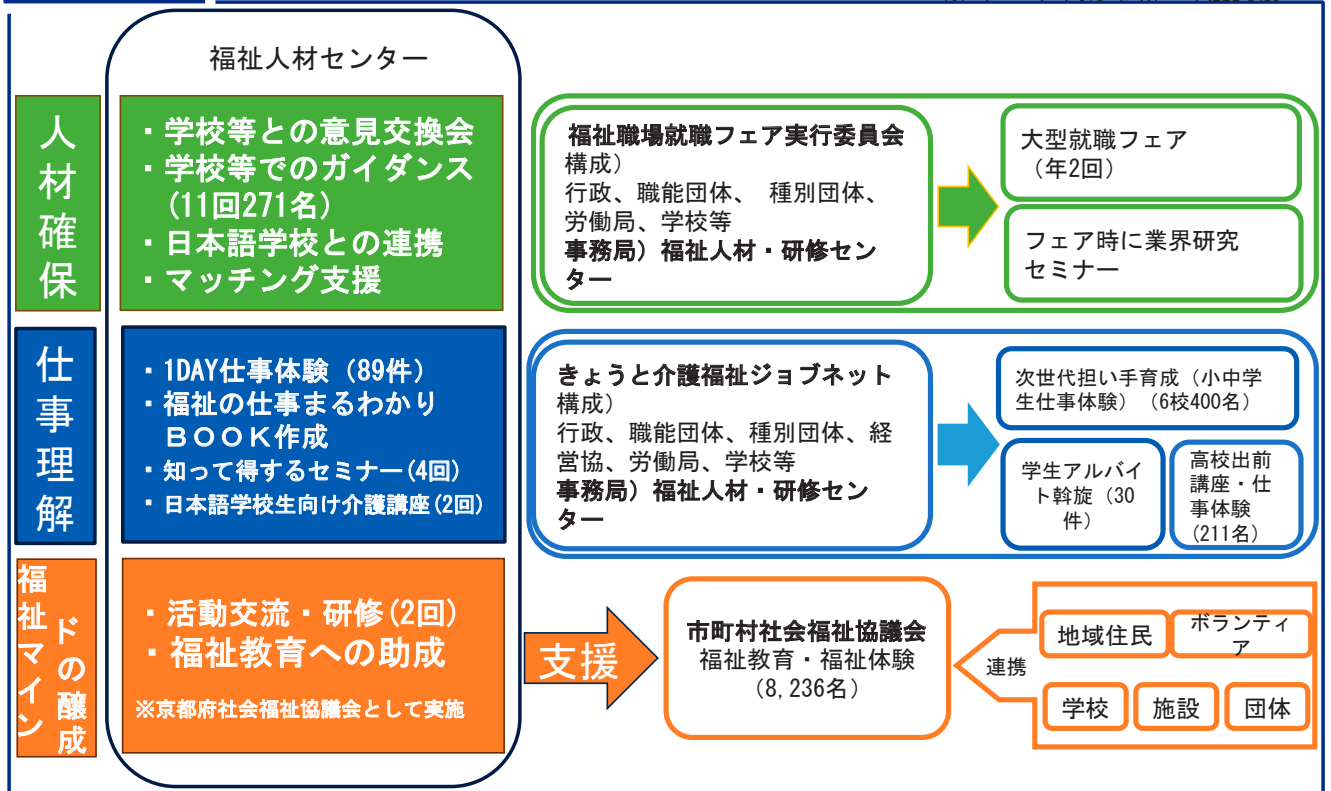 福祉人材センター
人材確保
・学校等との意見交換会
・学校等でのガイダンス
(11回271名)
・日本語学校との連携
・マッチング支援
福祉職場就職フェア実行委員会
構成）
行政、職能団体、 種別団体、
労働局、学校等
事務局）福祉人材・研修セン
ター
大型就職フェア
（年2回）
フェア時に業界研究
セミナー
仕事理解
・1DAY仕事体験（89件）
・福祉の仕事まるわかり
ＢＯＯＫ作成
・知って得するセミナー(4回)
・日本語学校生向け介護講座(2回)
きょうと介護福祉ジョブネット
構成）
行政、職能団体、種別団体、経
営協、労働局、学校等
事務局）福祉人材・研修セン
ター
次世代担い手育成（小中学
生仕事体験）（6校400名）
学生アルバイ
ト斡旋（30
件）
高校出前
講座・仕
事体験
(211名)
福祉マイン
ドの醸成
・活動交流・研修(2回)
・福祉教育への助成
※京都府社会福祉協議会として実施
支援
市町村社会福祉協議会
福祉教育・福祉体験
（8,236名）
連携
地域住民
ボランティ
ア
学校
施設
団体